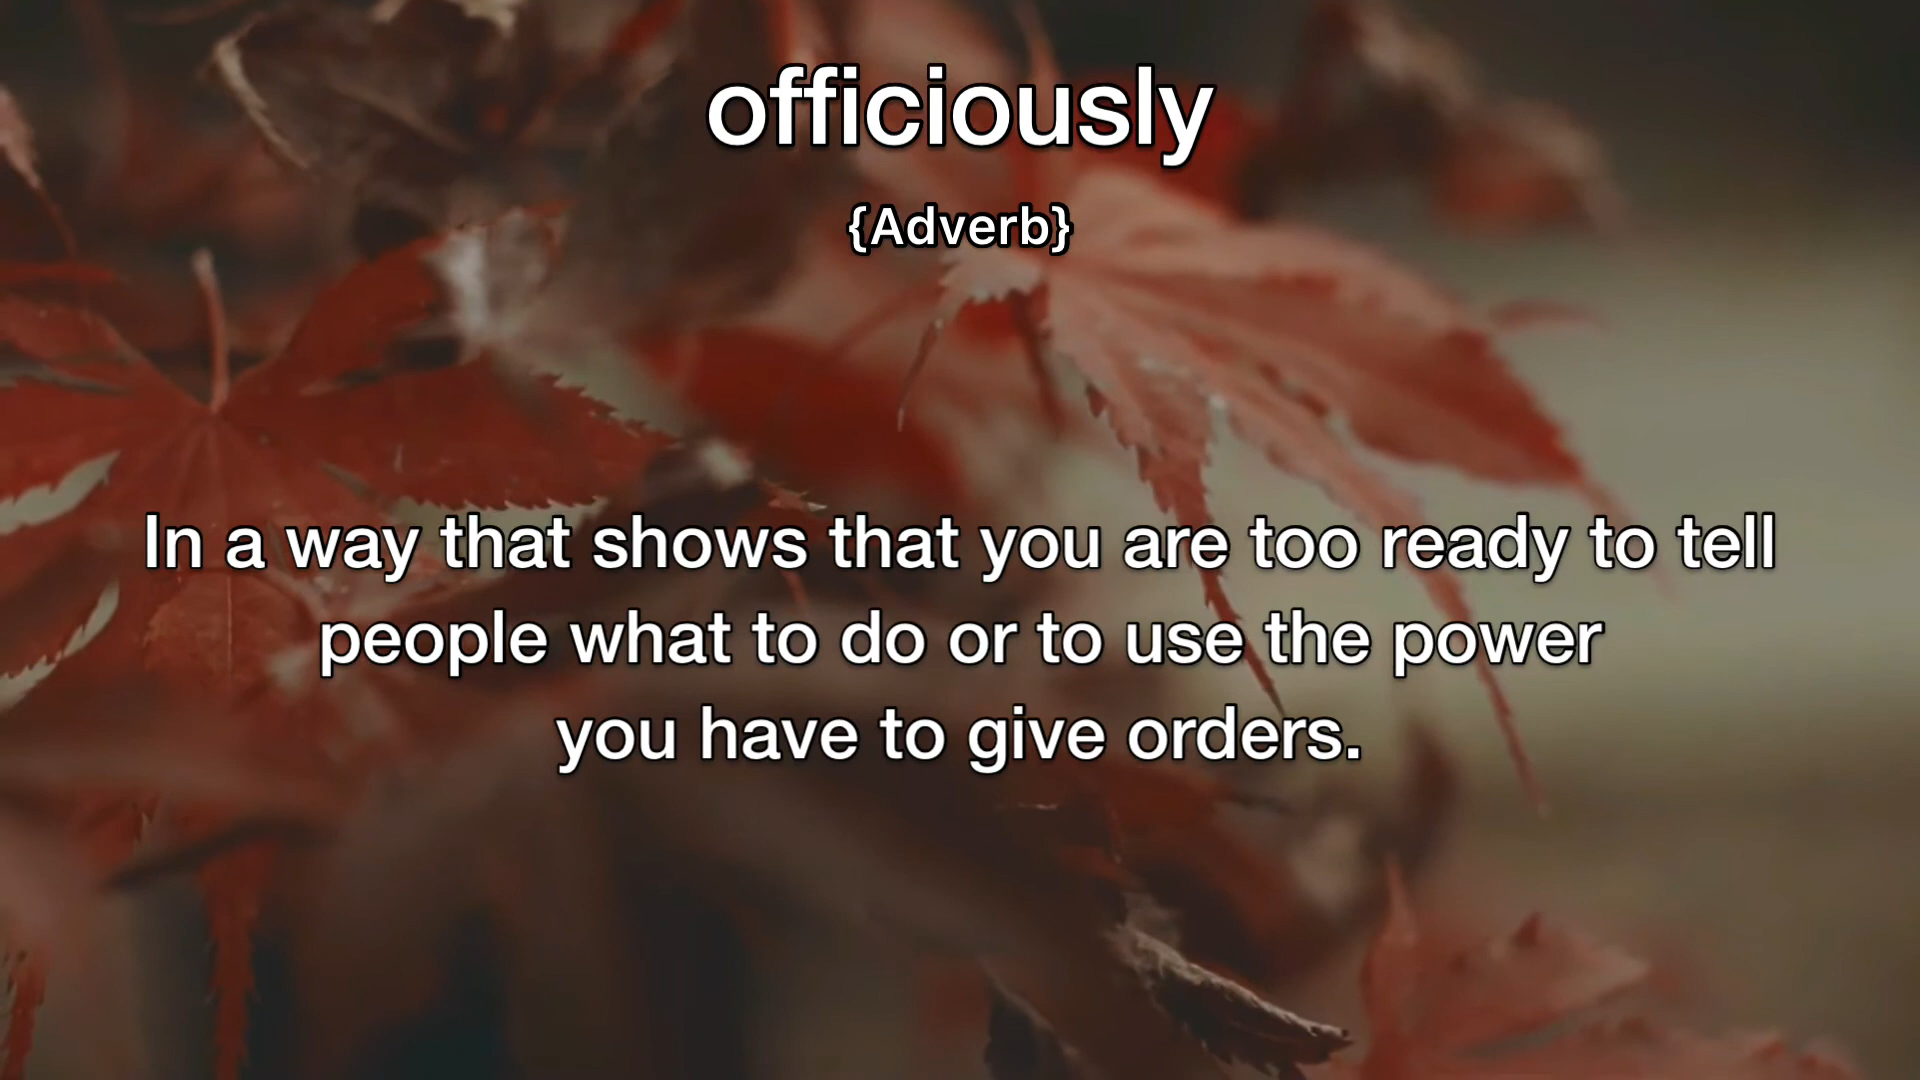 officiously
{Adverb}
In a way that shows that you are too ready to tell
people what to do or to use the power
you have to give orders.